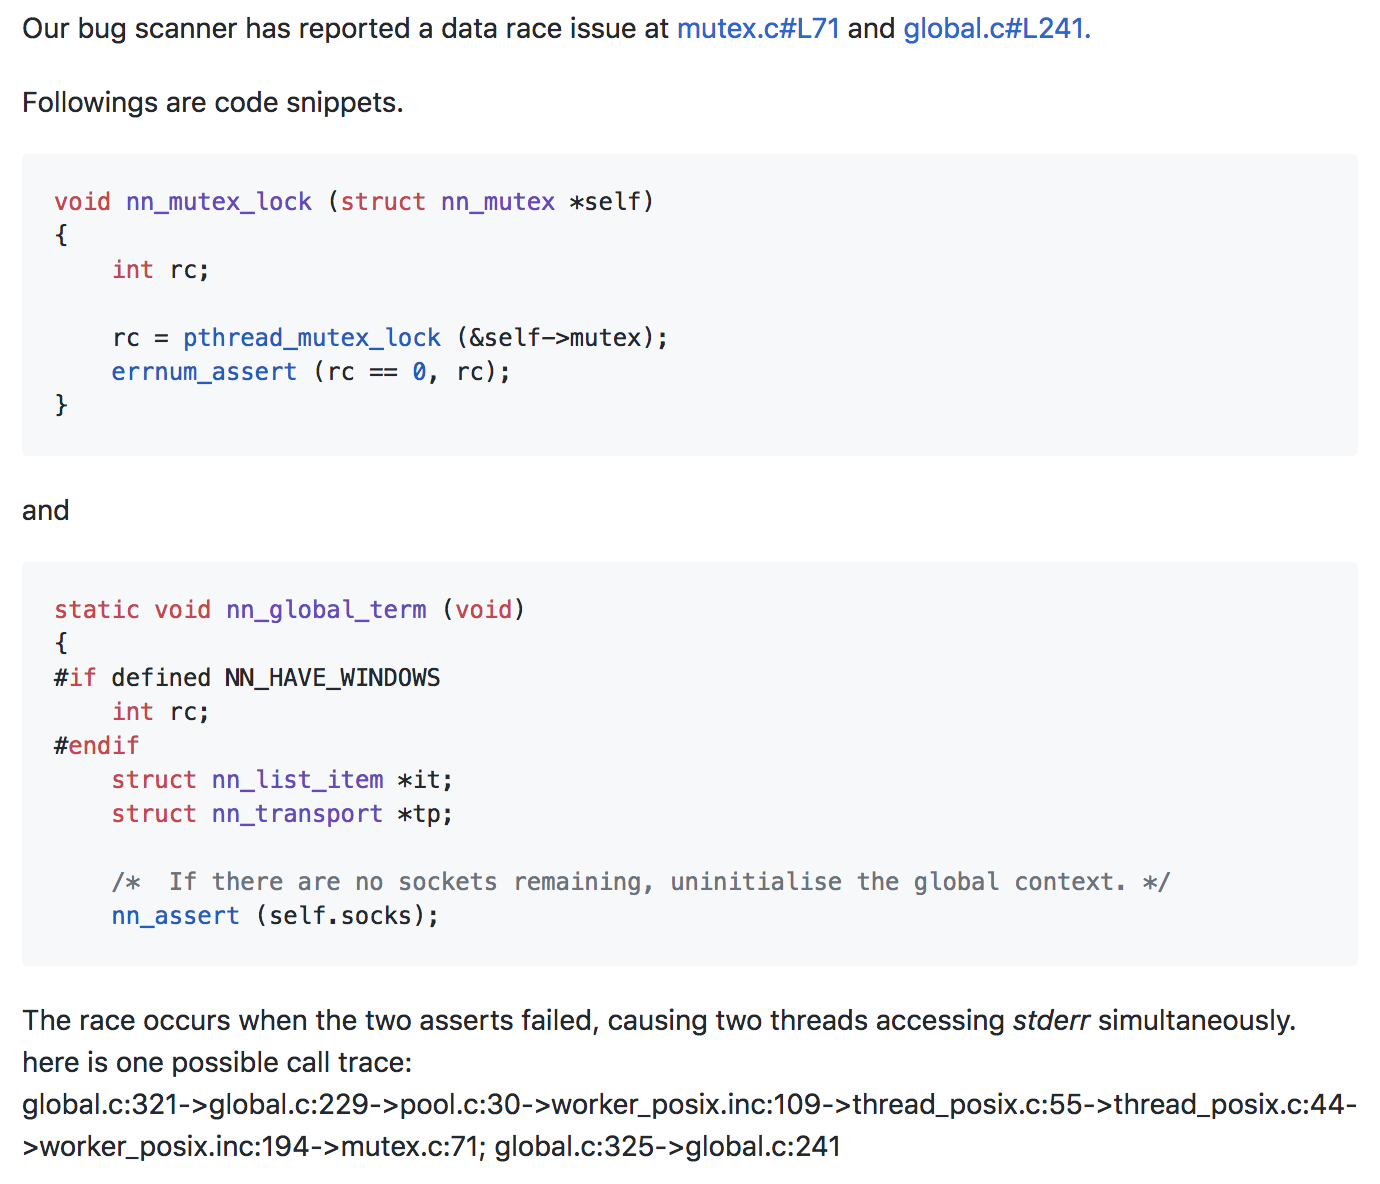 Our bug scanner has reported a data race issue at mutex.c#L71 and global.c#L241.
Followings are code snippets.
void nn_mutex_lock (struct nn_mutex *self)
{
    int rc;
    rc = pthread_mutex_lock (&self->mutex);
    errnum_assert (rc == 0, rc);
}
and
static void nn_global_term (void)
{
#if defined NN_HAVE_WINDOWS
    int rc;
#endif
    struct nn_list_item *it;
    struct nn_transport *tp;
    /*  If there are no sockets remaining, uninitialise the global context. */
    nn_assert (self.socks);
The race occurs when the two asserts failed, causing two threads accessing stderr simultaneously.
here is one possible call trace:
global.c:321->global.c:229->pool.c:30->worker_posix.inc:109->thread_posix.c:55->thread_posix.c:44-
>worker_posix.inc:194->mutex.c:71; global.c:325->global.c:241